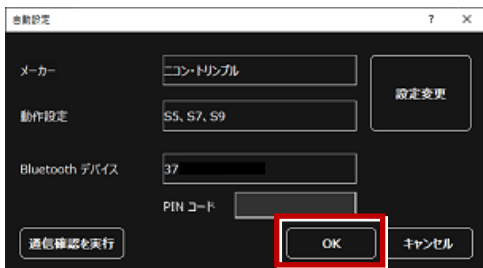 自動設定
? ×
メーカー ニコン・トリンブル
設定変更
動作設定 S5、S7、S9
Bluetooth デバイス 37
PIN コード
通信確認を実行 OK キャンセル